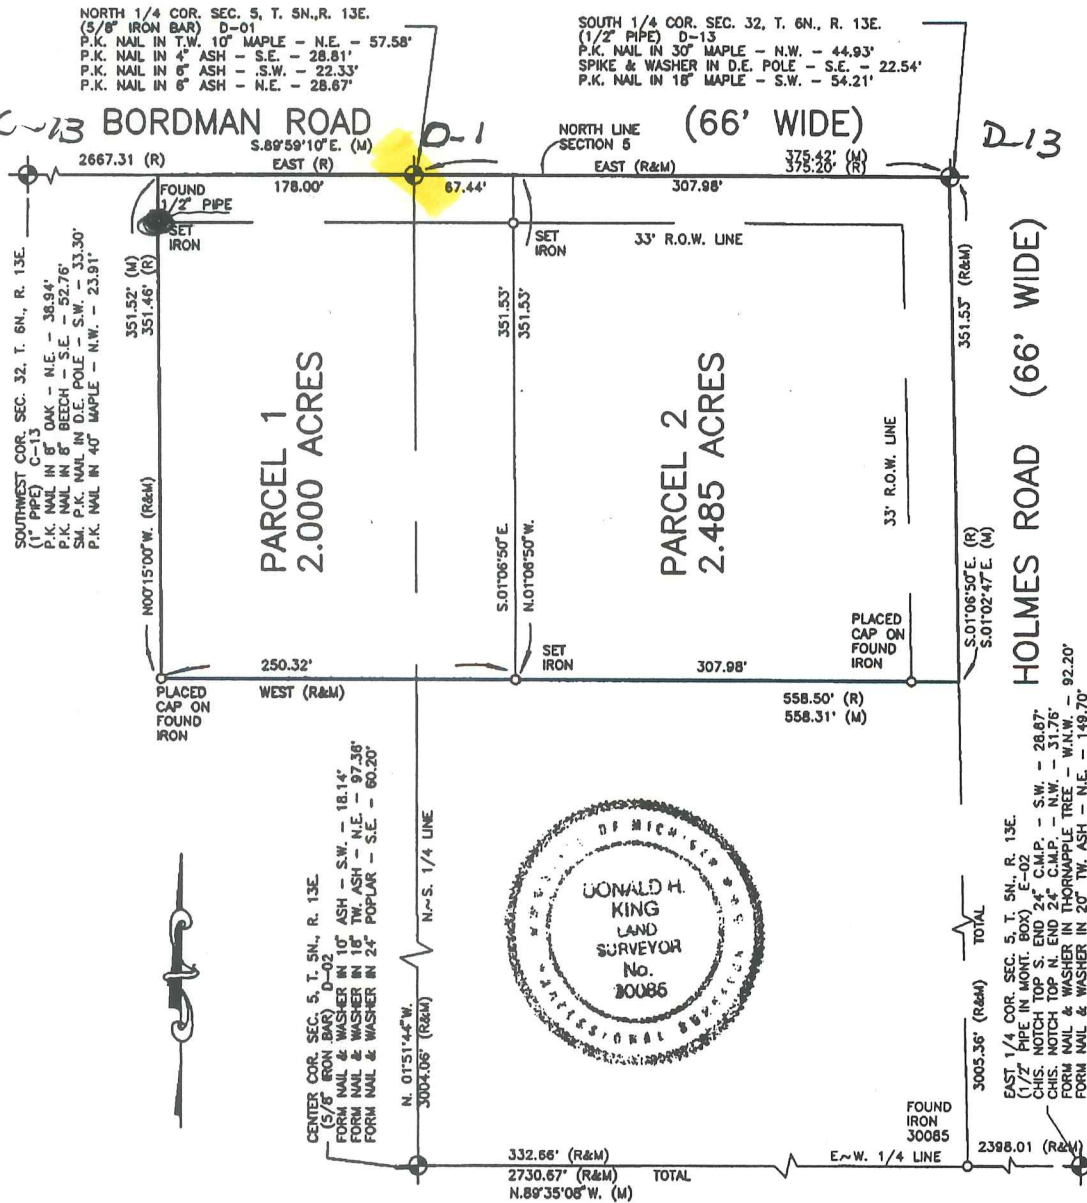 NORTH 1/4 COR. SEC. 5, T. 5N.,R. 13E.
(5/8" IRON BAR) D-01
P.K. NAIL IN T.W. 10" MAPLE - N.E. - 57.58'
P.K. NAIL IN 4" ASH - S.E. - 28.81'
P.K. NAIL IN 6" ASH - S.W. - 22.33'
P.K. NAIL IN 6" ASH - N.E. - 28.67'
SOUTH 1/4 COR. SEC. 32, T. 6N., R. 13E.
(1/2" PIPE) D-13
P.K. NAIL IN 30" MAPLE - N.W. - 44.93'
SPIKE & WASHER IN D.E. POLE - S.E. - 22.54'
P.K. NAIL IN 18" MAPLE - S.W. - 54.21'
C-13
BORDMAN ROAD
(66' WIDE)
D-1
D-13
S.89°59'10"E. (M)
2667.31 (R)
EAST (R)
178.00'
67.44'
NORTH LINE
SECTION 5
EAST (R&M)
307.98'
375.42' (M)
375.20' (R)
FOUND
1/2" PIPE
SET
IRON
SET
IRON
33' R.O.W. LINE
SOUTHWEST COR. SEC. 32, T. 6N., R. 13E.
(1" PIPE) C-13
P.K. NAIL IN 8" OAK - N.E. - 38.94'
P.K. NAIL IN 8" BEECH - S.E. - 52.76'
SM. P.K. NAIL IN D.E. POLE - S.W. - 33.30'
P.K. NAIL IN 40" MAPLE - N.W. - 23.91'
351.52' (M)
351.46' (R)
N00°15'00"W. (R&M)
PARCEL 1
2.000 ACRES
351.53'
351.53'
S.01°06'50"E.
N.01°06'50"W.
PARCEL 2
2.485 ACRES
33' R.O.W. LINE
351.53' (R&M)
S.01°06'50"E. (R)
S.01°02'47"E. (M)
HOLMES ROAD (66' WIDE)
PLACED
CAP ON
FOUND
IRON
SET
IRON
250.32'
WEST (R&M)
307.98'
PLACED
CAP ON
FOUND
IRON
558.50' (R)
558.31' (M)
CENTER COR. SEC. 5, T. 5N., R. 13E.
(5/8" IRON BAR) D-02
FORM NAIL & WASHER IN 10" ASH - S.W. - 18.14'
FORM NAIL & WASHER IN 18" TW. ASH - N.E. - 97.36'
FORM NAIL & WASHER IN 24" POPLAR - S.E. - 60.20'
N.~S. 1/4 LINE
N. 01°51'44"W.
3004.06' (R&M)
STATE OF MICHIGAN
DONALD H.
KING
LAND
SURVEYOR
No.
30085
PROFESSIONAL SURVEYOR
TOTAL
3005.36' (R&M)
EAST 1/4 COR. SEC. 5, T. 5N., R. 13E.
(1/2" PIPE IN MONT. BOX) E-02
CHIS. NOTCH TOP S. END 24" C.M.P. - S.W. - 28.87'
CHIS. NOTCH TOP N. END 24" C.M.P. - N.W. - 31.76'
FORM NAIL & WASHER IN THORNAPPLE TREE - W.N.W. - 92.20'
FORM NAIL & WASHER IN 20" TW. ASH - N.E. - 149.70'
FOUND
IRON
30085
332.66' (R&M)
E~W. 1/4 LINE
2398.01 (R&M)
2730.67' (R&M) TOTAL
N.89°35'08"W. (M)